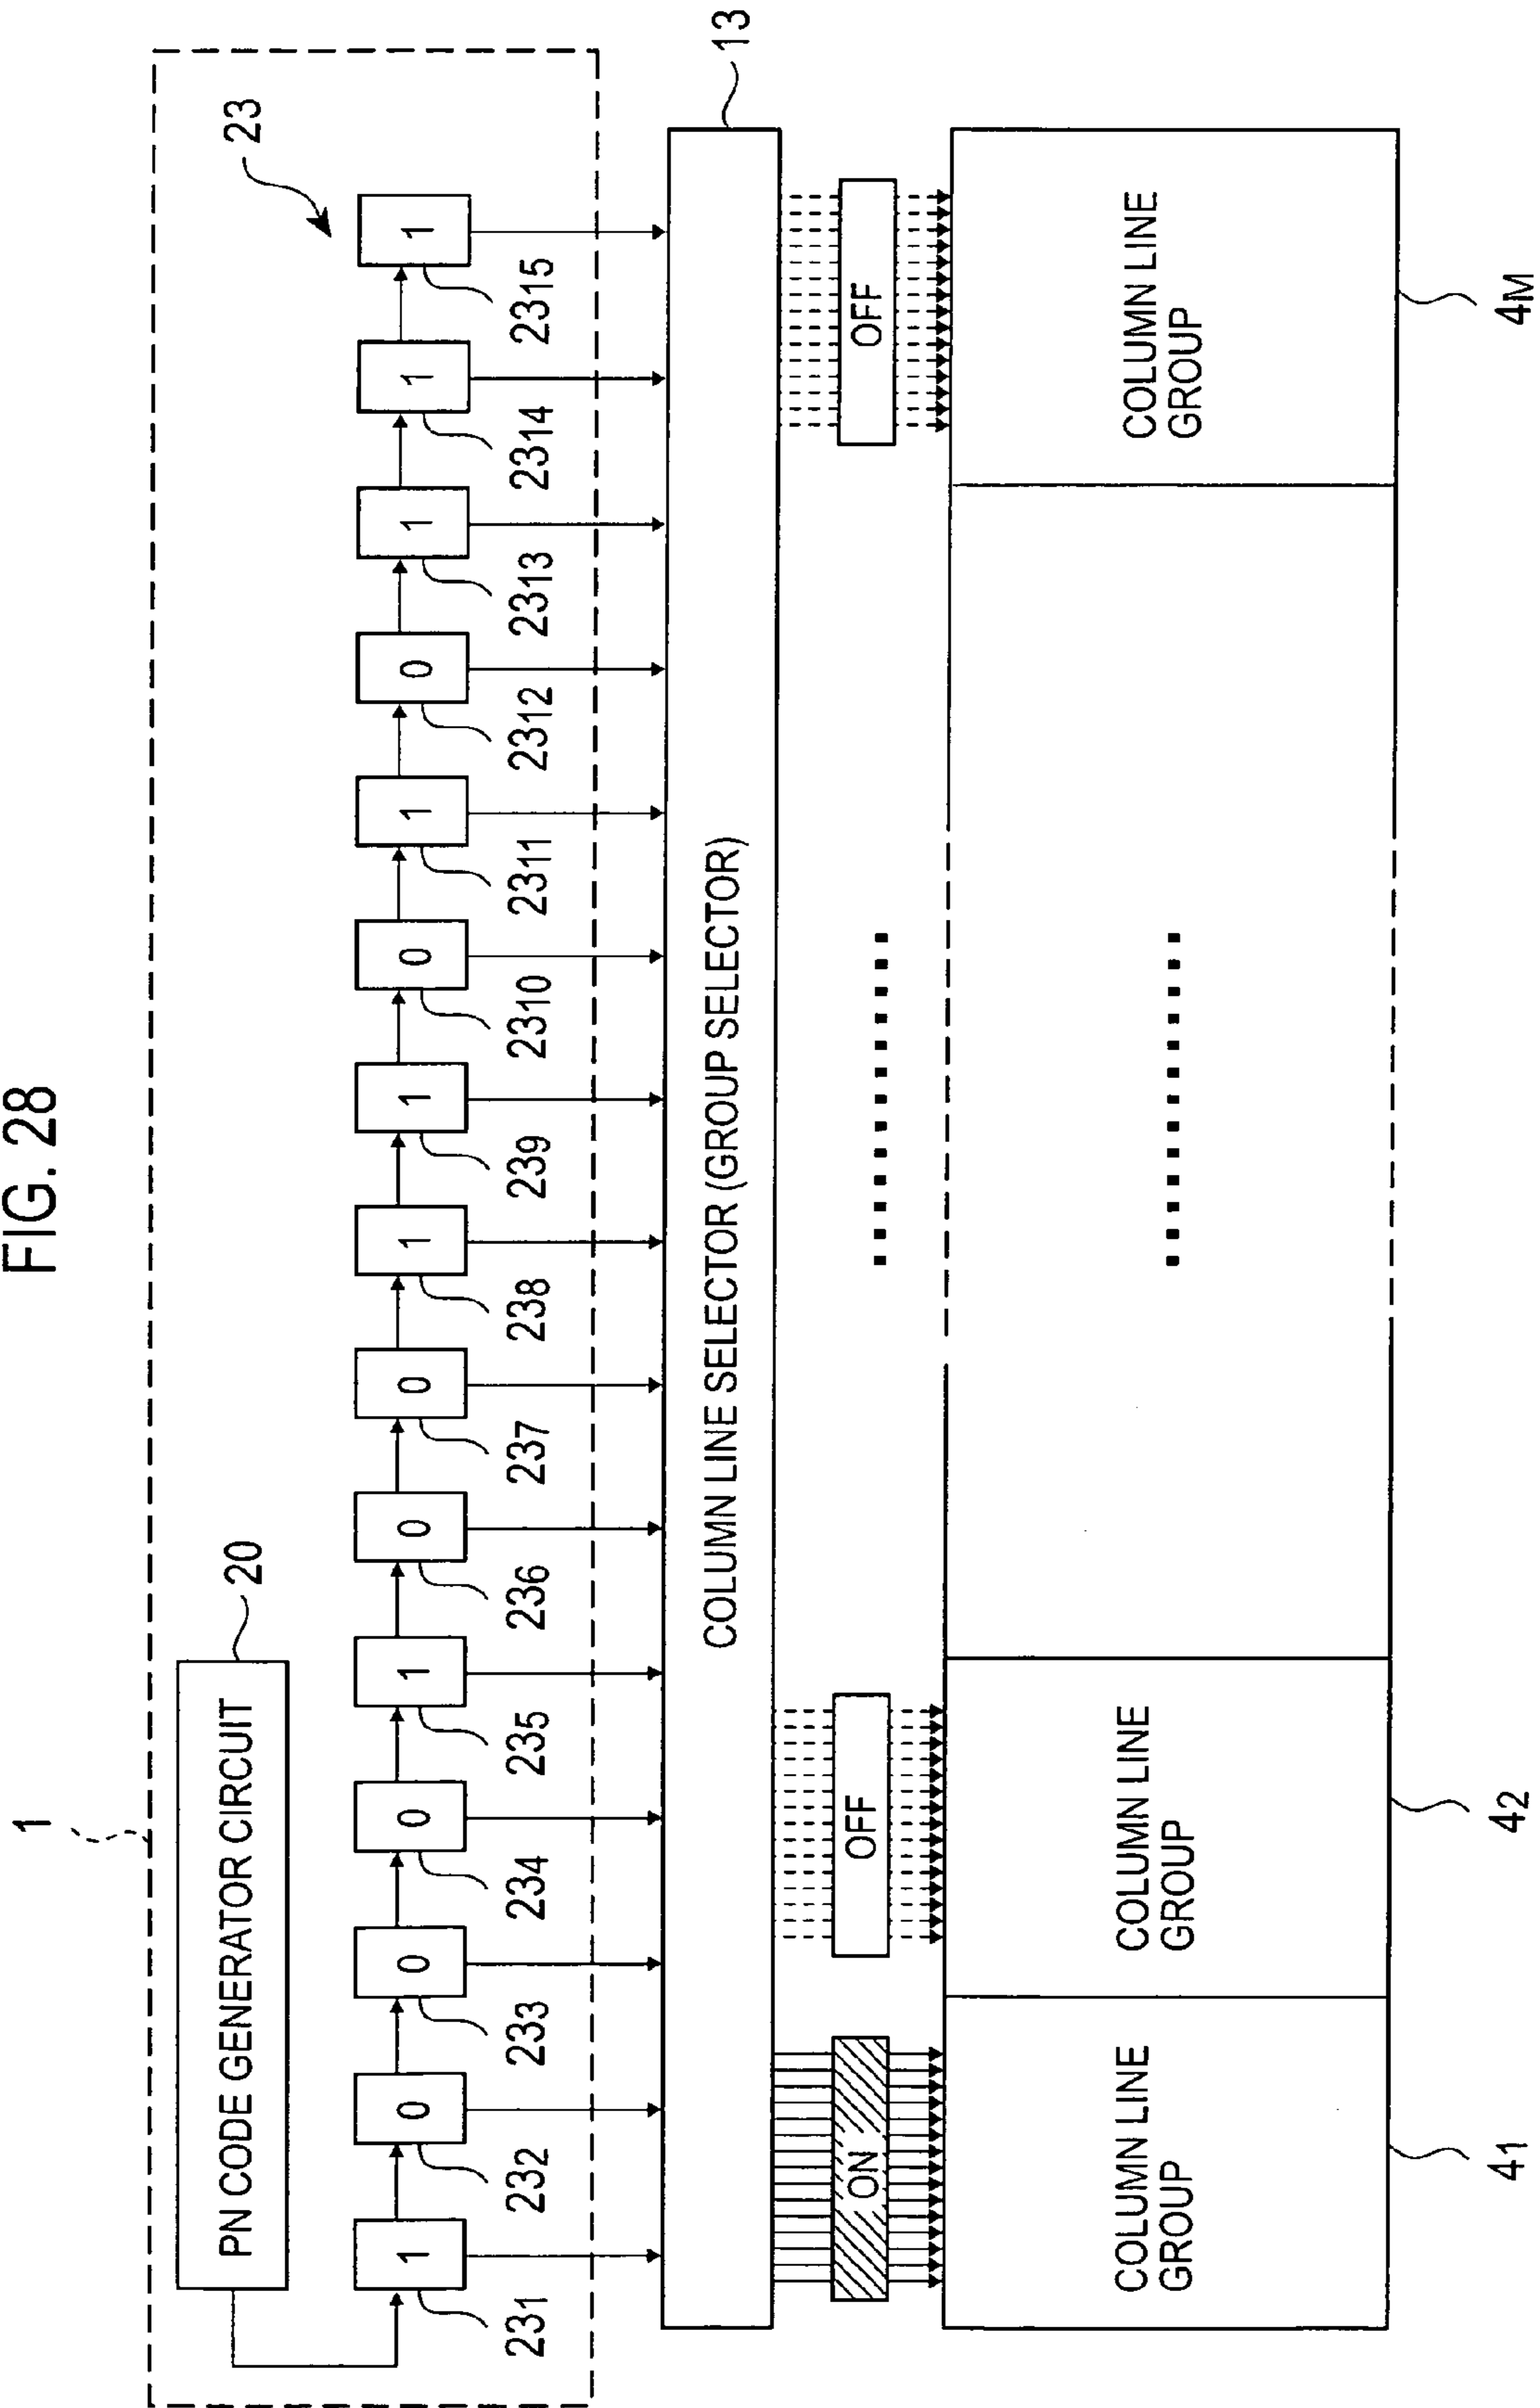 FIG. 28
1
PN CODE GENERATOR CIRCUIT
20
23
1
0
0
0
1
0
0
1
1
0
1
0
1
1
1
231
232
233
234
235
236
237
238
239
2310
2311
2312
2313
2314
2315
COLUMN LINE SELECTOR (GROUP SELECTOR)
13
ON
OFF
OFF
COLUMN LINE
GROUP
COLUMN LINE
GROUP
COLUMN LINE
GROUP
41
42
4M